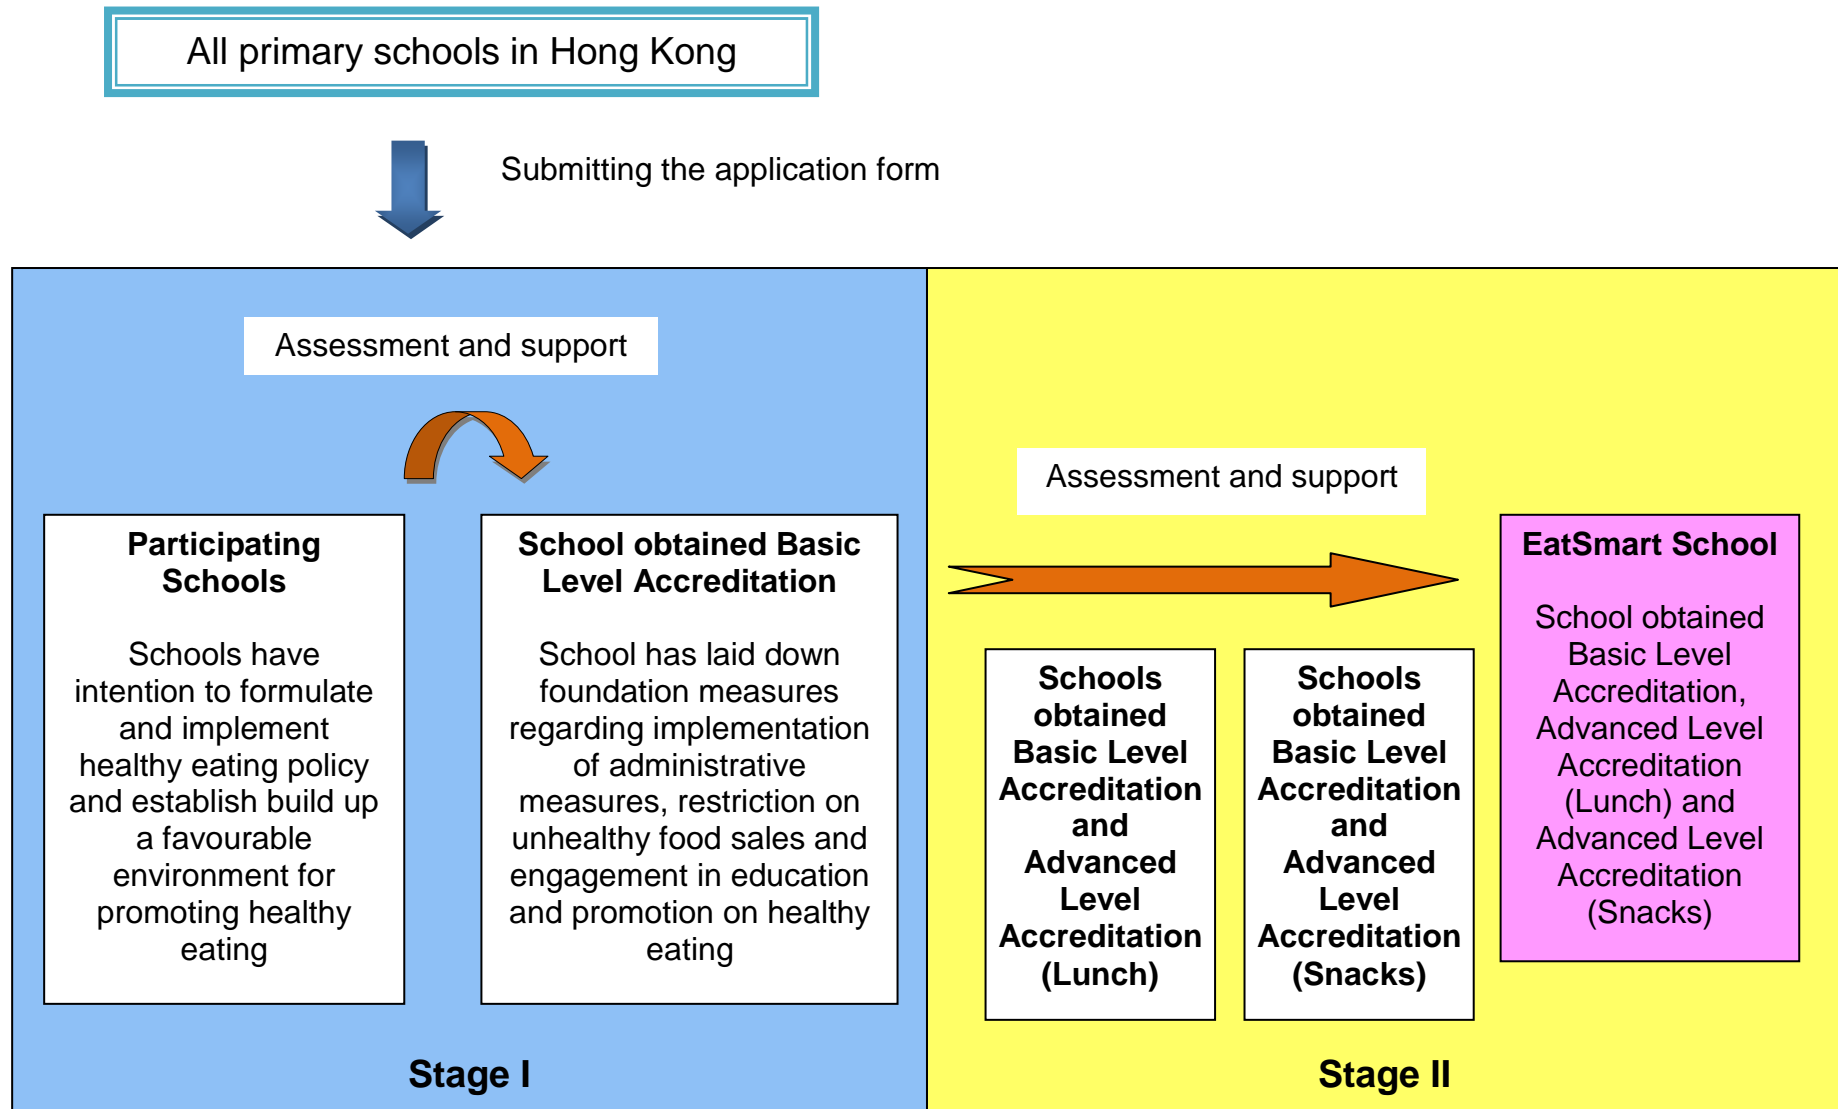 All primary schools in Hong Kong
Submitting the application form
Assessment and support
Participating
Schools
Schools have
intention to formulate
and implement
healthy eating policy
and establish build up
a favourable
environment for
promoting healthy
eating
School obtained Basic
Level Accreditation
School has laid down
foundation measures
regarding implementation
of administrative
measures, restriction on
unhealthy food sales and
engagement in education
and promotion on healthy
eating
Stage I
Assessment and support
Schools
obtained
Basic Level
Accreditation
and
Advanced
Level
Accreditation
(Lunch)
Schools
obtained
Basic Level
Accreditation
and
Advanced
Level
Accreditation
(Snacks)
EatSmart School
School obtained
Basic Level
Accreditation,
Advanced Level
Accreditation
(Lunch) and
Advanced Level
Accreditation
(Snacks)
Stage II